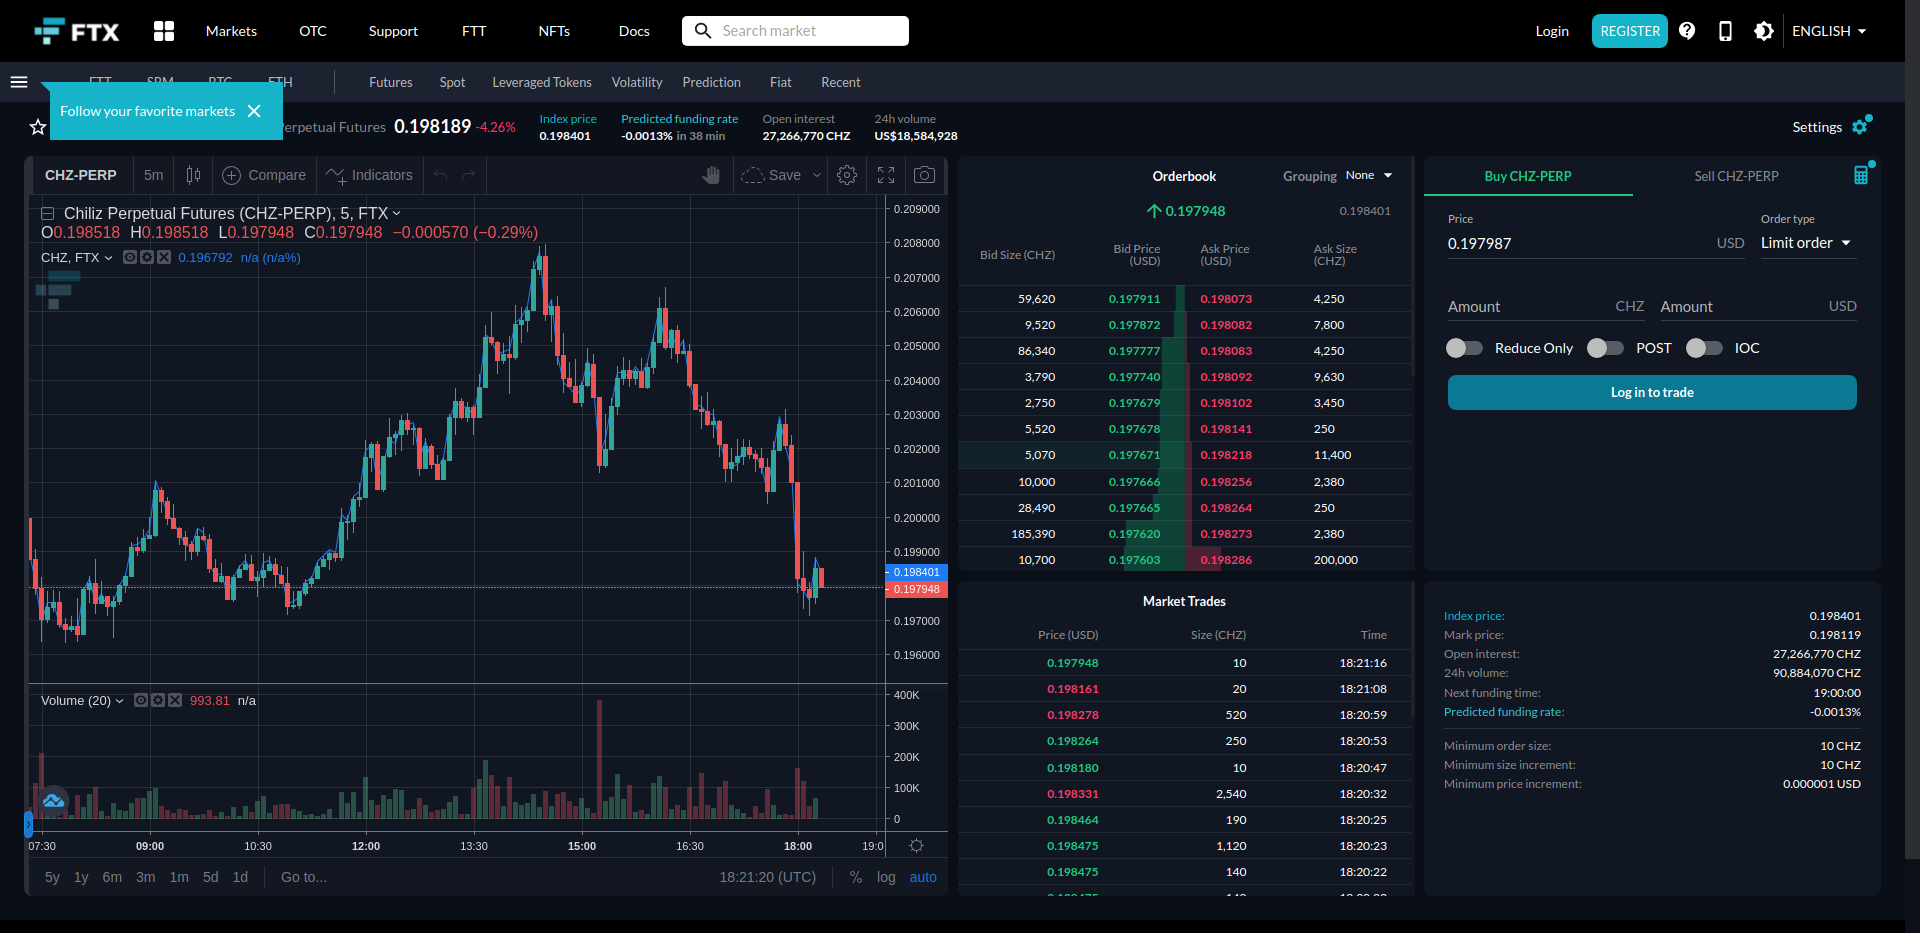 FTX
Markets
OTC
Support
FTT
NFTs
Docs
Search market
Login
REGISTER
ENGLISH
FTT
SRM
BTC
ETH
Futures
Spot
Leveraged Tokens
Volatility
Prediction
Fiat
Recent
Follow your favorite markets
Perpetual Futures
0.198189 -4.26%
Index price
0.198401
Predicted funding rate
-0.0013% in 38 min
Open interest
27,266,770 CHZ
24h volume
US$18,584,928
Settings
CHZ-PERP
5m
Compare
Indicators
Save
Chiliz Perpetual Futures (CHZ-PERP), 5, FTX
O0.198518 H0.198518 L0.197948 C0.197948 −0.000570 (−0.29%)
CHZ, FTX
0.196792 n/a (n/a%)
0.209000
0.208000
0.207000
0.206000
0.205000
0.204000
0.203000
0.202000
0.201000
0.200000
0.199000
0.198401
0.197948
0.197000
0.196000
Volume (20)
993.81 n/a
400K
300K
200K
100K
0
07:30
09:00
10:30
12:00
13:30
15:00
16:30
18:00
19:0
5y 1y 6m 3m 1m 5d 1d
Go to...
18:21:20 (UTC)
%
log
auto
Orderbook
Grouping None
0.197948
0.198401
Bid Size (CHZ)
Bid Price (USD)
Ask Price (USD)
Ask Size (CHZ)
59,620 0.197911 0.198073 4,250
9,520 0.197872 0.198082 7,800
86,340 0.197777 0.198083 4,250
3,790 0.197740 0.198092 9,630
2,750 0.197679 0.198102 3,450
5,520 0.197678 0.198141 250
5,070 0.197671 0.198218 11,400
10,000 0.197666 0.198256 2,380
28,490 0.197665 0.198264 250
185,390 0.197620 0.198273 2,380
10,700 0.197603 0.198286 200,000
Market Trades
Price (USD) Size (CHZ) Time
0.197948 10 18:21:16
0.198161 20 18:21:08
0.198278 520 18:20:59
0.198264 250 18:20:53
0.198180 10 18:20:47
0.198331 2,540 18:20:32
0.198464 190 18:20:25
0.198475 1,120 18:20:23
0.198475 140 18:20:22
Buy CHZ-PERP
Sell CHZ-PERP
Price
0.197987 USD
Order type
Limit order
Amount CHZ
Amount USD
Reduce Only
POST
IOC
Log in to trade
Index price: 0.198401
Mark price: 0.198119
Open interest: 27,266,770 CHZ
24h volume: 90,884,070 CHZ
Next funding time: 19:00:00
Predicted funding rate: -0.0013%
Minimum order size: 10 CHZ
Minimum size increment: 10 CHZ
Minimum price increment: 0.000001 USD